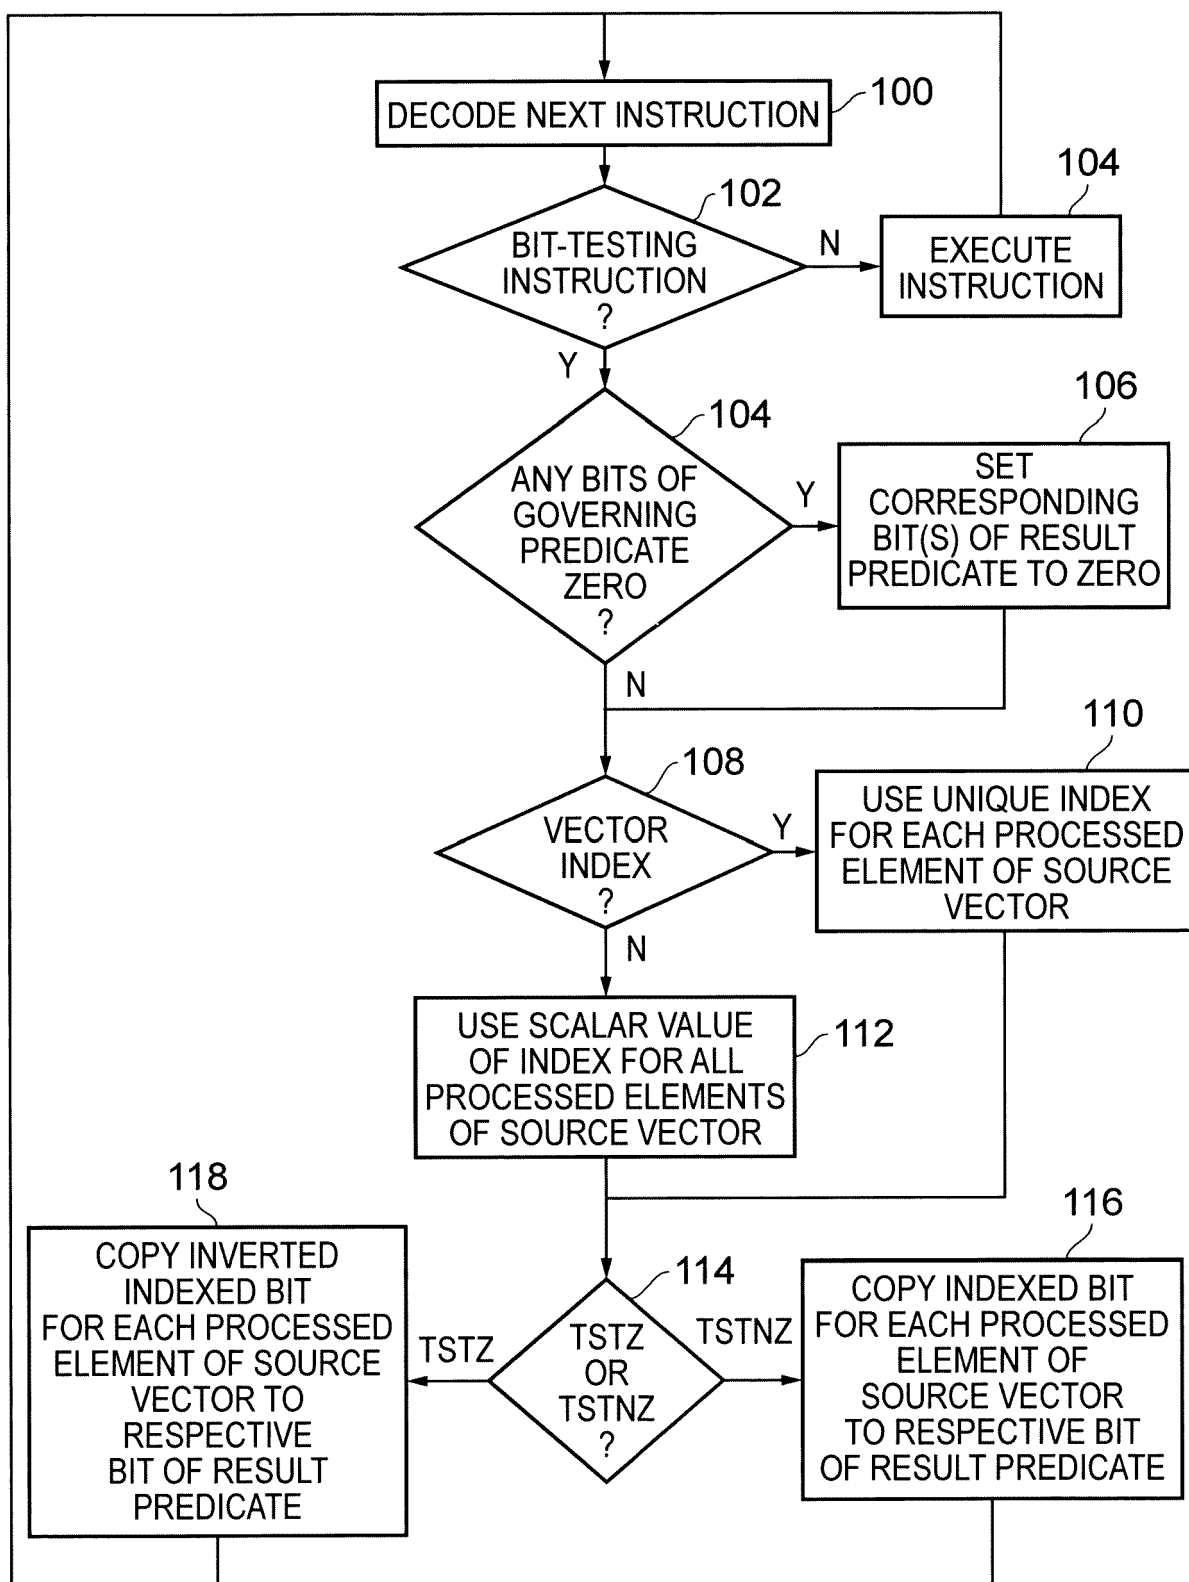 100
DECODE NEXT INSTRUCTION
102
BIT-TESTING
INSTRUCTION
?
N
104
EXECUTE
INSTRUCTION
Y
104
ANY BITS OF
GOVERNING
PREDICATE
ZERO
?
Y
106
SET
CORRESPONDING
BIT(S) OF RESULT
PREDICATE TO ZERO
N
108
VECTOR
INDEX
?
Y
110
USE UNIQUE INDEX
FOR EACH PROCESSED
ELEMENT OF SOURCE
VECTOR
N
112
USE SCALAR VALUE
OF INDEX FOR ALL
PROCESSED ELEMENTS
OF SOURCE VECTOR
114
TSTZ
OR
TSTNZ
?
TSTZ
118
COPY INVERTED
INDEXED BIT
FOR EACH PROCESSED
ELEMENT OF SOURCE
VECTOR TO
RESPECTIVE
BIT OF RESULT
PREDICATE
TSTNZ
116
COPY INDEXED BIT
FOR EACH PROCESSED
ELEMENT OF
SOURCE VECTOR
TO RESPECTIVE BIT
OF RESULT PREDICATE